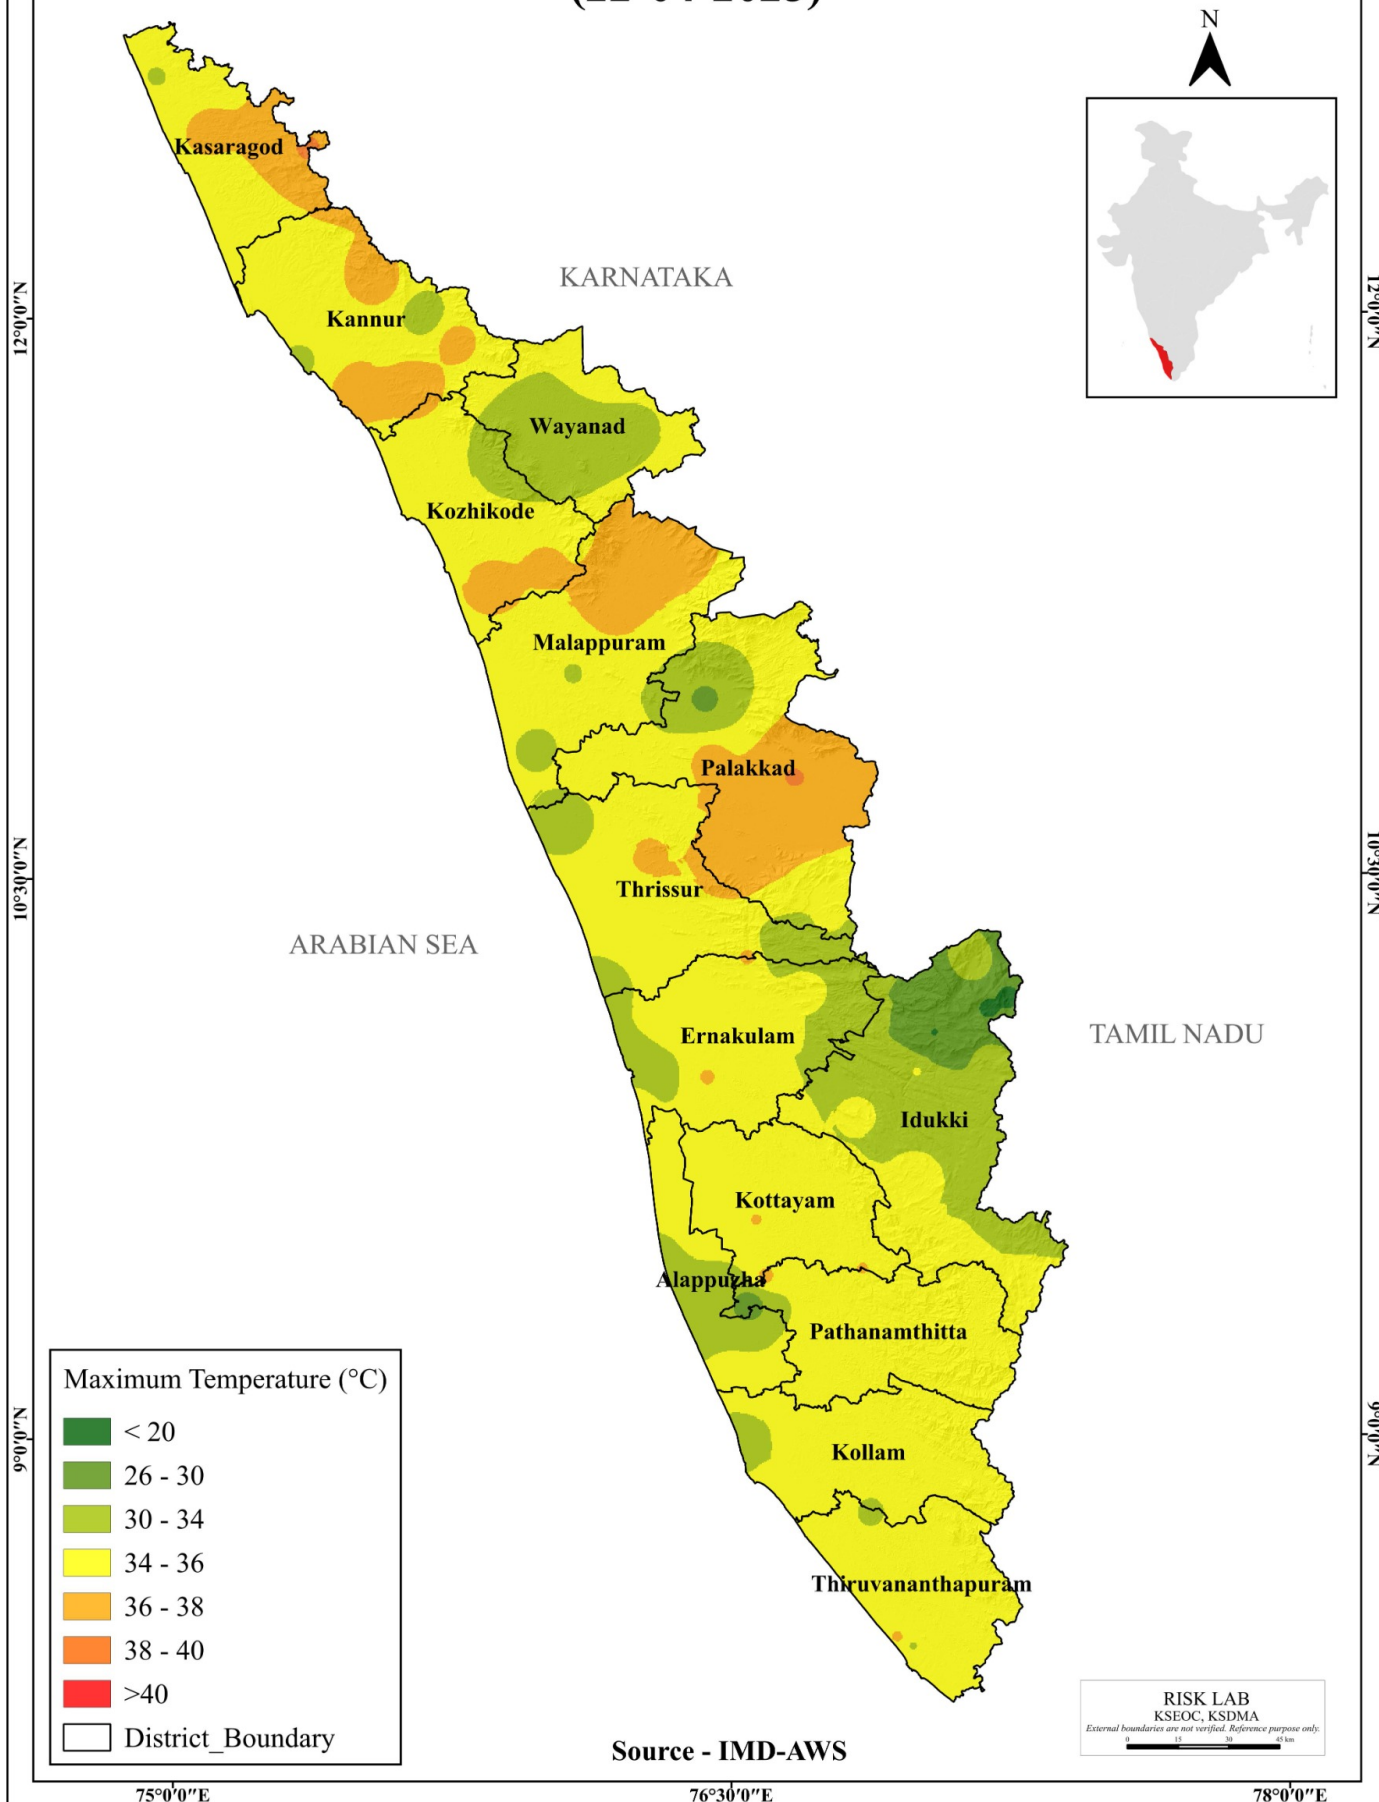 N
Kasaragod
KARNATAKA
Kannur
12°0'0"N
12°0'0"N
Wayanad
Kozhikode
Malappuram
Palakkad
10°30'0"N
10°30'0"N
Thrissur
ARABIAN SEA
Ernakulam
TAMIL NADU
Idukki
Kottayam
Alappuzha
Pathanamthitta
Maximum Temperature (°C)
< 20
26 - 30
30 - 34
34 - 36
36 - 38
38 - 40
>40
District_Boundary
9°0'0"N
9°0'0"N
Kollam
Thiruvananthapuram
RISK LAB
KSEOC, KSDMA
External boundaries are not verified. Reference purpose only.
0 15 30 45 km
Source - IMD-AWS
75°0'0"E 76°30'0"E 78°0'0"E